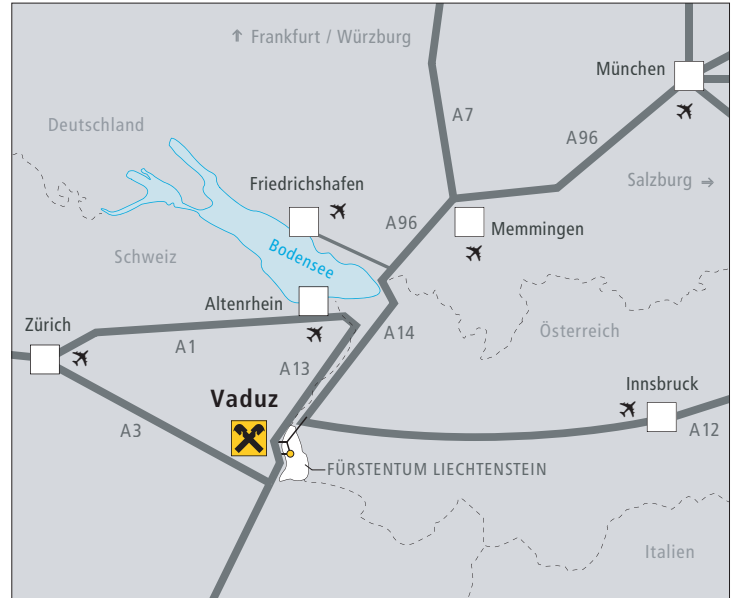 ↑ Frankfurt / Würzburg
München
A7
Deutschland
A96
Friedrichshafen
Salzburg →
A96
Memmingen
Bodensee
Schweiz
Altenrhein
Zürich
A1
A14
Österreich
A13
Innsbruck
Vaduz
A3
A12
FÜRSTENTUM LIECHTENSTEIN
Italien